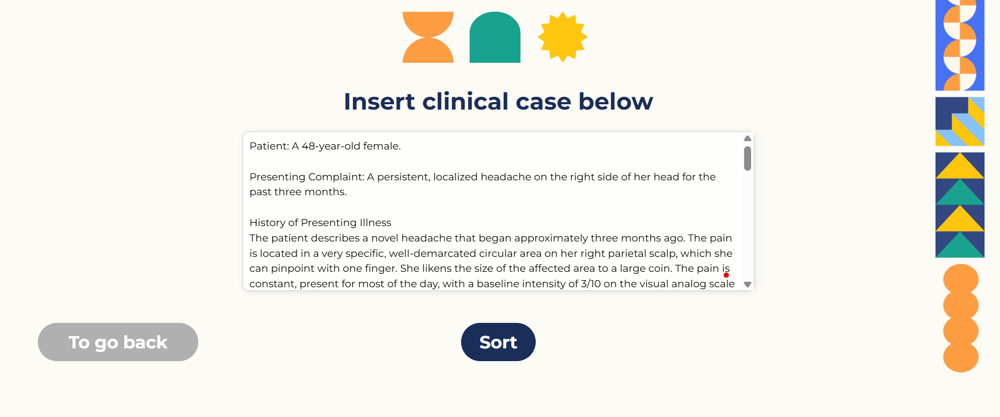 Insert clinical case below
Patient: A 48-year-old female.
Presenting Complaint: A persistent, localized headache on the right side of her head for the
past three months.
History of Presenting Illness
The patient describes a novel headache that began approximately three months ago. The pain
is located in a very specific, well-demarcated circular area on her right parietal scalp, which she
can pinpoint with one finger. She likens the size of the affected area to a large coin. The pain is
constant, present for most of the day, with a baseline intensity of 3/10 on the visual analog scale
To go back
Sort